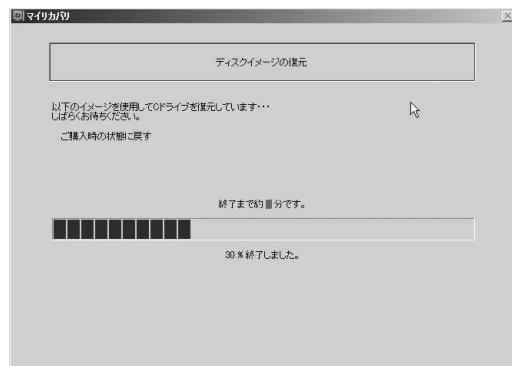 マイリカバリ
ディスクイメージの復元
以下のイメージを使用してCドライブを復元しています・・・
しばらくお待ちください。
ご購入時の状態に戻す
終了まで約 分です。
30 % 終了しました。